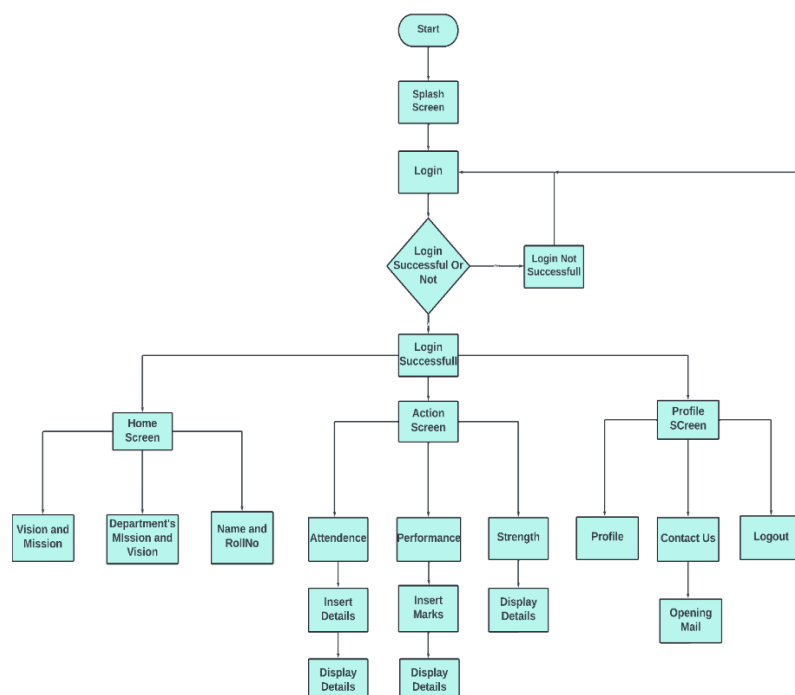 Start
Splash
Screen
Login
Login
Successful Or
Not
Login Not
Successfull
Login
Successfull
Home
Screen
Action
Screen
Profile
SCreen
Vision and
Mission
Department's
MIssion and
Vision
Name and
RollNo
Attendence
Performance
Strength
Profile
Contact Us
Logout
Insert
Details
Insert
Marks
Display
Details
Opening
Mail
Display
Details
Display
Details